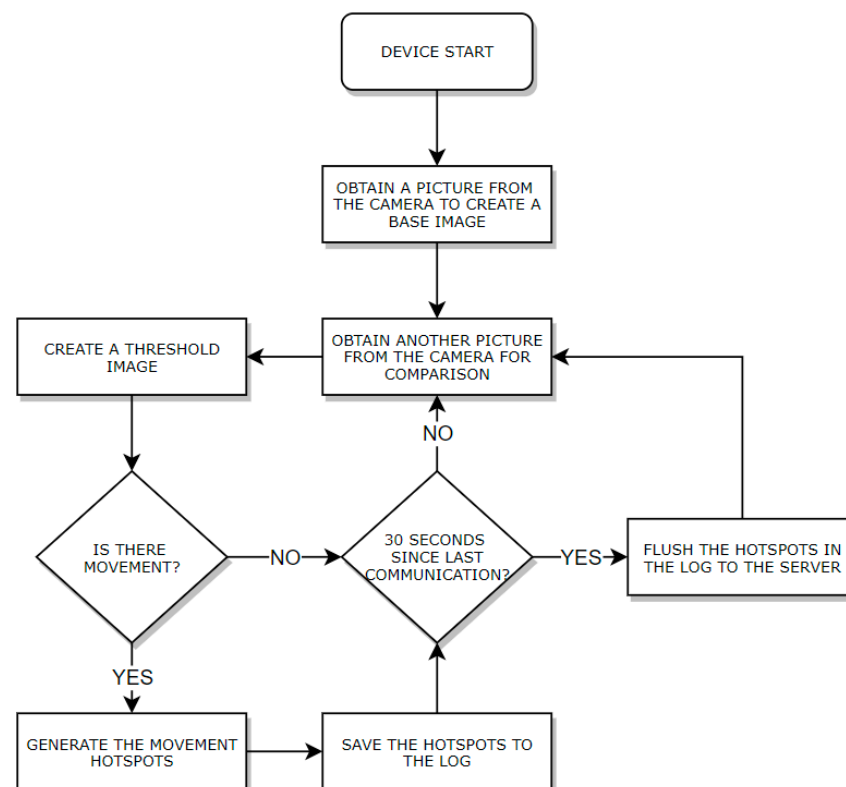 DEVICE START
OBTAIN A PICTURE FROM
THE CAMERA TO CREATE A
BASE IMAGE
CREATE A THRESHOLD
IMAGE
OBTAIN ANOTHER PICTURE
FROM THE CAMERA FOR
COMPARISON
NO
IS THERE
MOVEMENT?
NO
30 SECONDS
SINCE LAST
COMMUNICATION?
YES
FLUSH THE HOTSPOTS IN
THE LOG TO THE SERVER
YES
GENERATE THE MOVEMENT
HOTSPOTS
SAVE THE HOTSPOTS TO
THE LOG